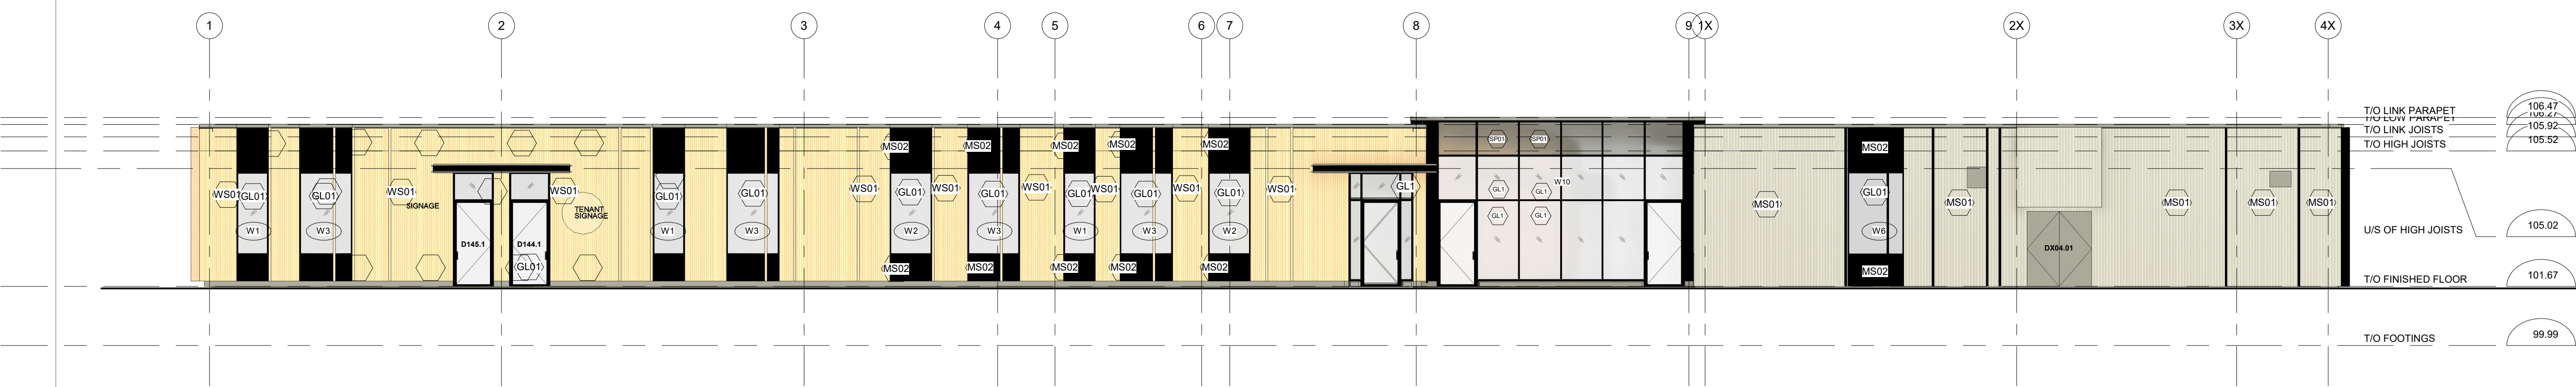 1 2 3 4 5 6 7 8 9 1X 2X 3X 4X
T/O LINK PARAPET 106.47
T/O LOW PARAPET 106.27
T/O LINK JOISTS 105.92
T/O HIGH JOISTS 105.52
SP01 SP01
MS02 MS02 MS02 MS02 MS02 MS02
WS01 GL01 GL01 WS01 WS01 GL01 GL01 WS01 GL01 WS01 GL01 WS01 GL01 WS01 GL01 WS01 GL01 WS01 GL1 GL1 GL1 W10 GL01
SIGNAGE
TENANT
SIGNAGE
MS01 MS01 MS01 MS01 MS01
GL1 GL1
W1 W3 W1 W3 W2 W3 W1 W3 W2 W6
U/S OF HIGH JOISTS 105.02
D145.1 D144.1 DX04.01
GL01
MS02 MS02 MS02 MS02 MS02 MS02
T/O FINISHED FLOOR 101.67
T/O FOOTINGS 99.99